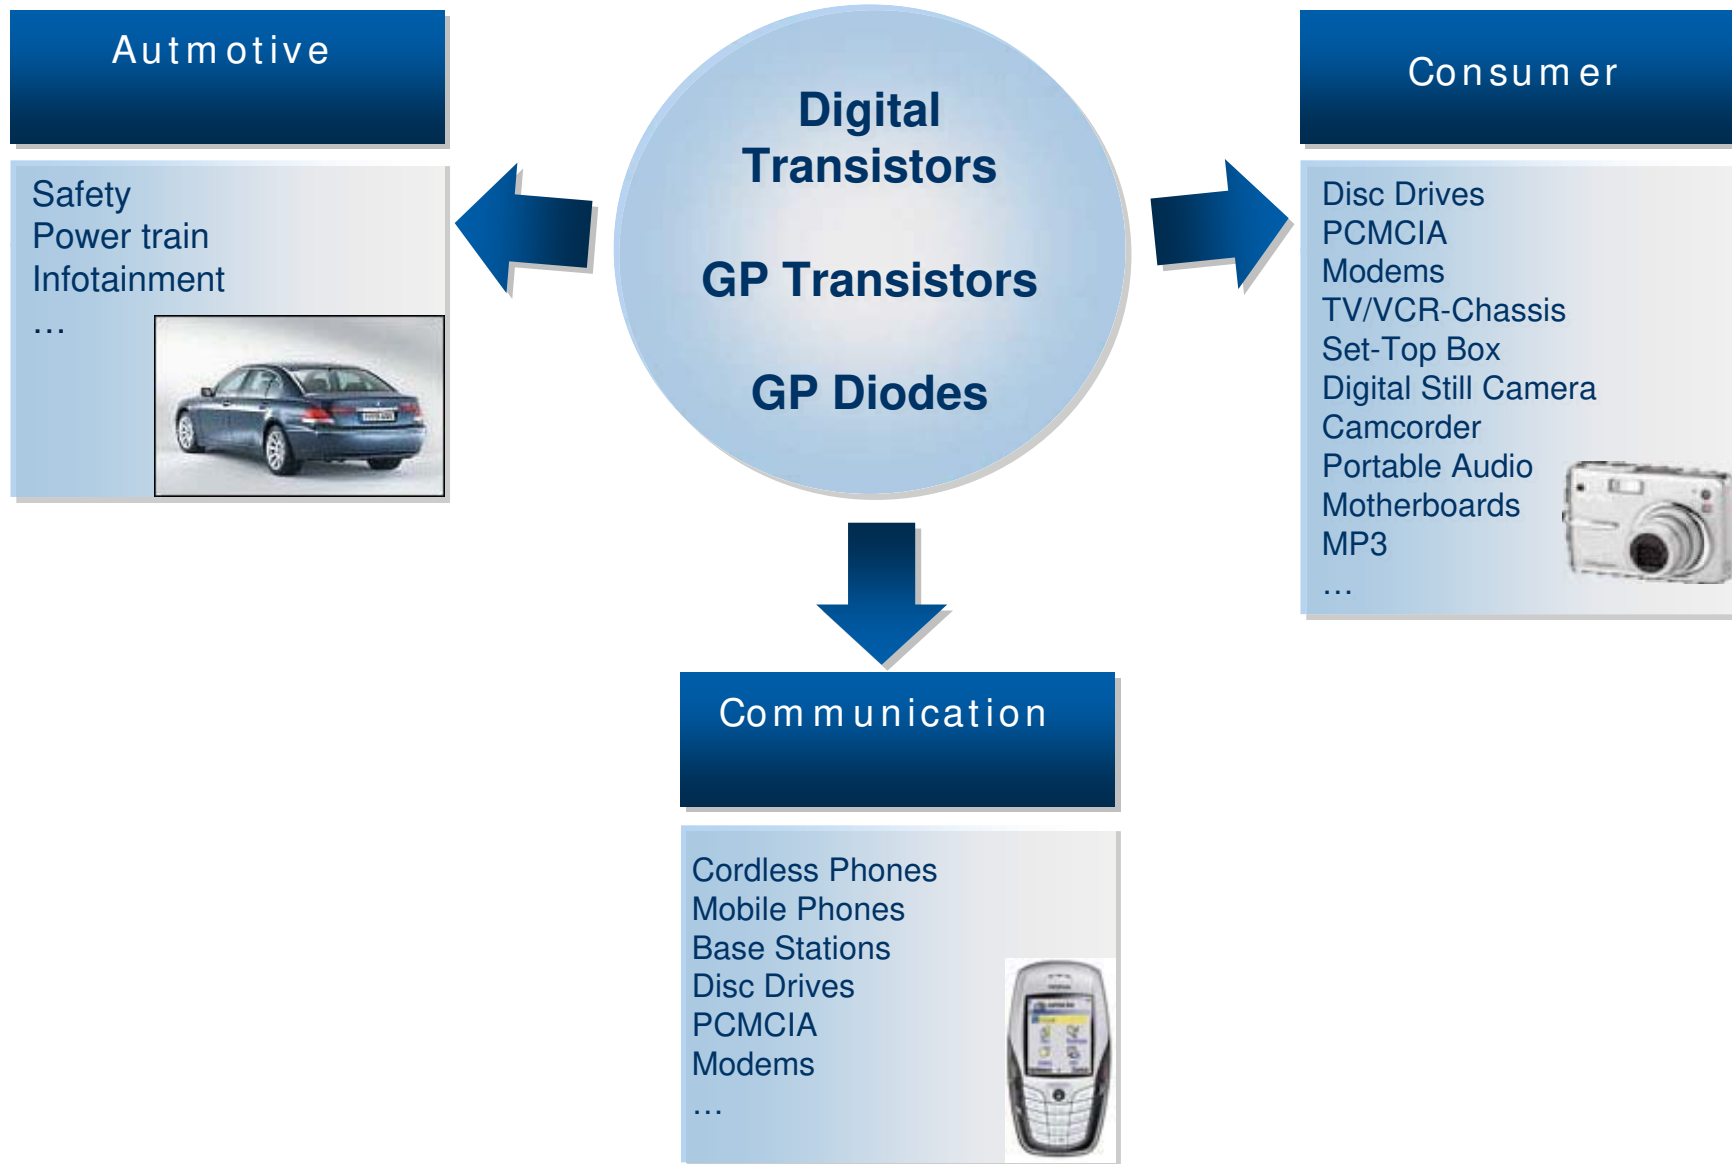 Autmotive
Safety
Power train
Infotainment
…
Digital
Transistors
GP Transistors
GP Diodes
Consumer
Disc Drives
PCMCIA
Modems
TV/VCR-Chassis
Set-Top Box
Digital Still Camera
Camcorder
Portable Audio
Motherboards
MP3
…
Communication
Cordless Phones
Mobile Phones
Base Stations
Disc Drives
PCMCIA
Modems
…